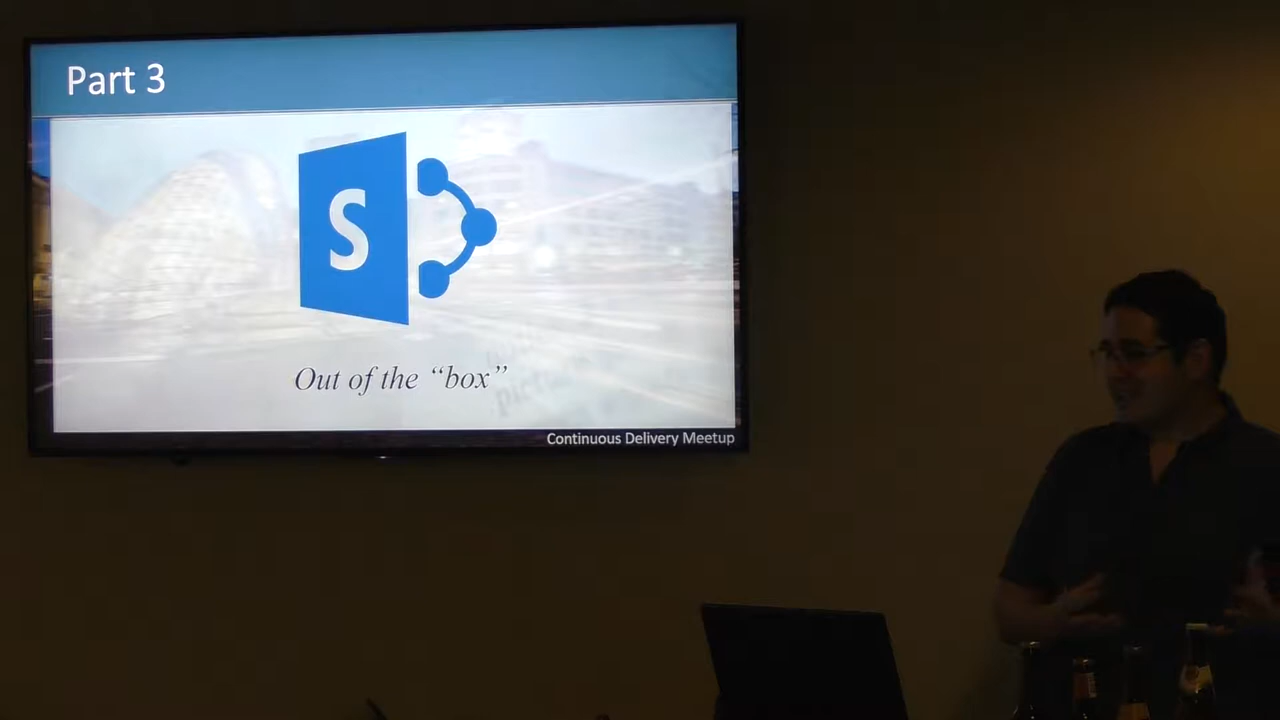 Part 3
S
Out of the “box”
Continuous Delivery Meetup